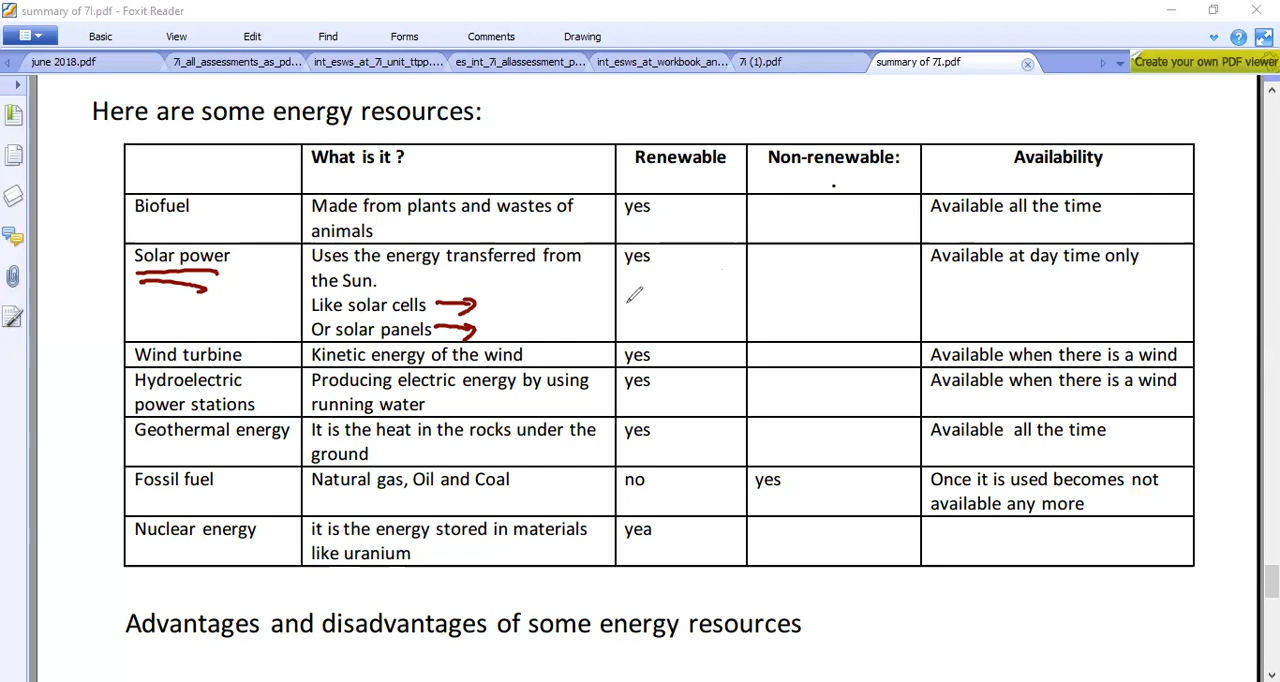 summary of 7I.pdf - Foxit Reader
Basic View Edit Find Forms Comments Drawing
june 2018.pdf 7i_all_assessments_as_pd... int_esws_at_7i_unit_ttpp.... es_int_7i_allassessment_p... int_esws_at_workbook_an... 7i (1).pdf summary of 7I.pdf Create your own PDF viewer
Here are some energy resources:
What is it ? Renewable Non-renewable: Availability
.
Biofuel Made from plants and wastes of yes Available all the time
animals
Solar power Uses the energy transferred from yes Available at day time only
the Sun.
Like solar cells
Or solar panels
Wind turbine Kinetic energy of the wind yes Available when there is a wind
Hydroelectric Producing electric energy by using yes Available when there is a wind
power stations running water
Geothermal energy It is the heat in the rocks under the yes Available all the time
ground
Fossil fuel Natural gas, Oil and Coal no yes Once it is used becomes not
available any more
Nuclear energy it is the energy stored in materials yea
like uranium
Advantages and disadvantages of some energy resources